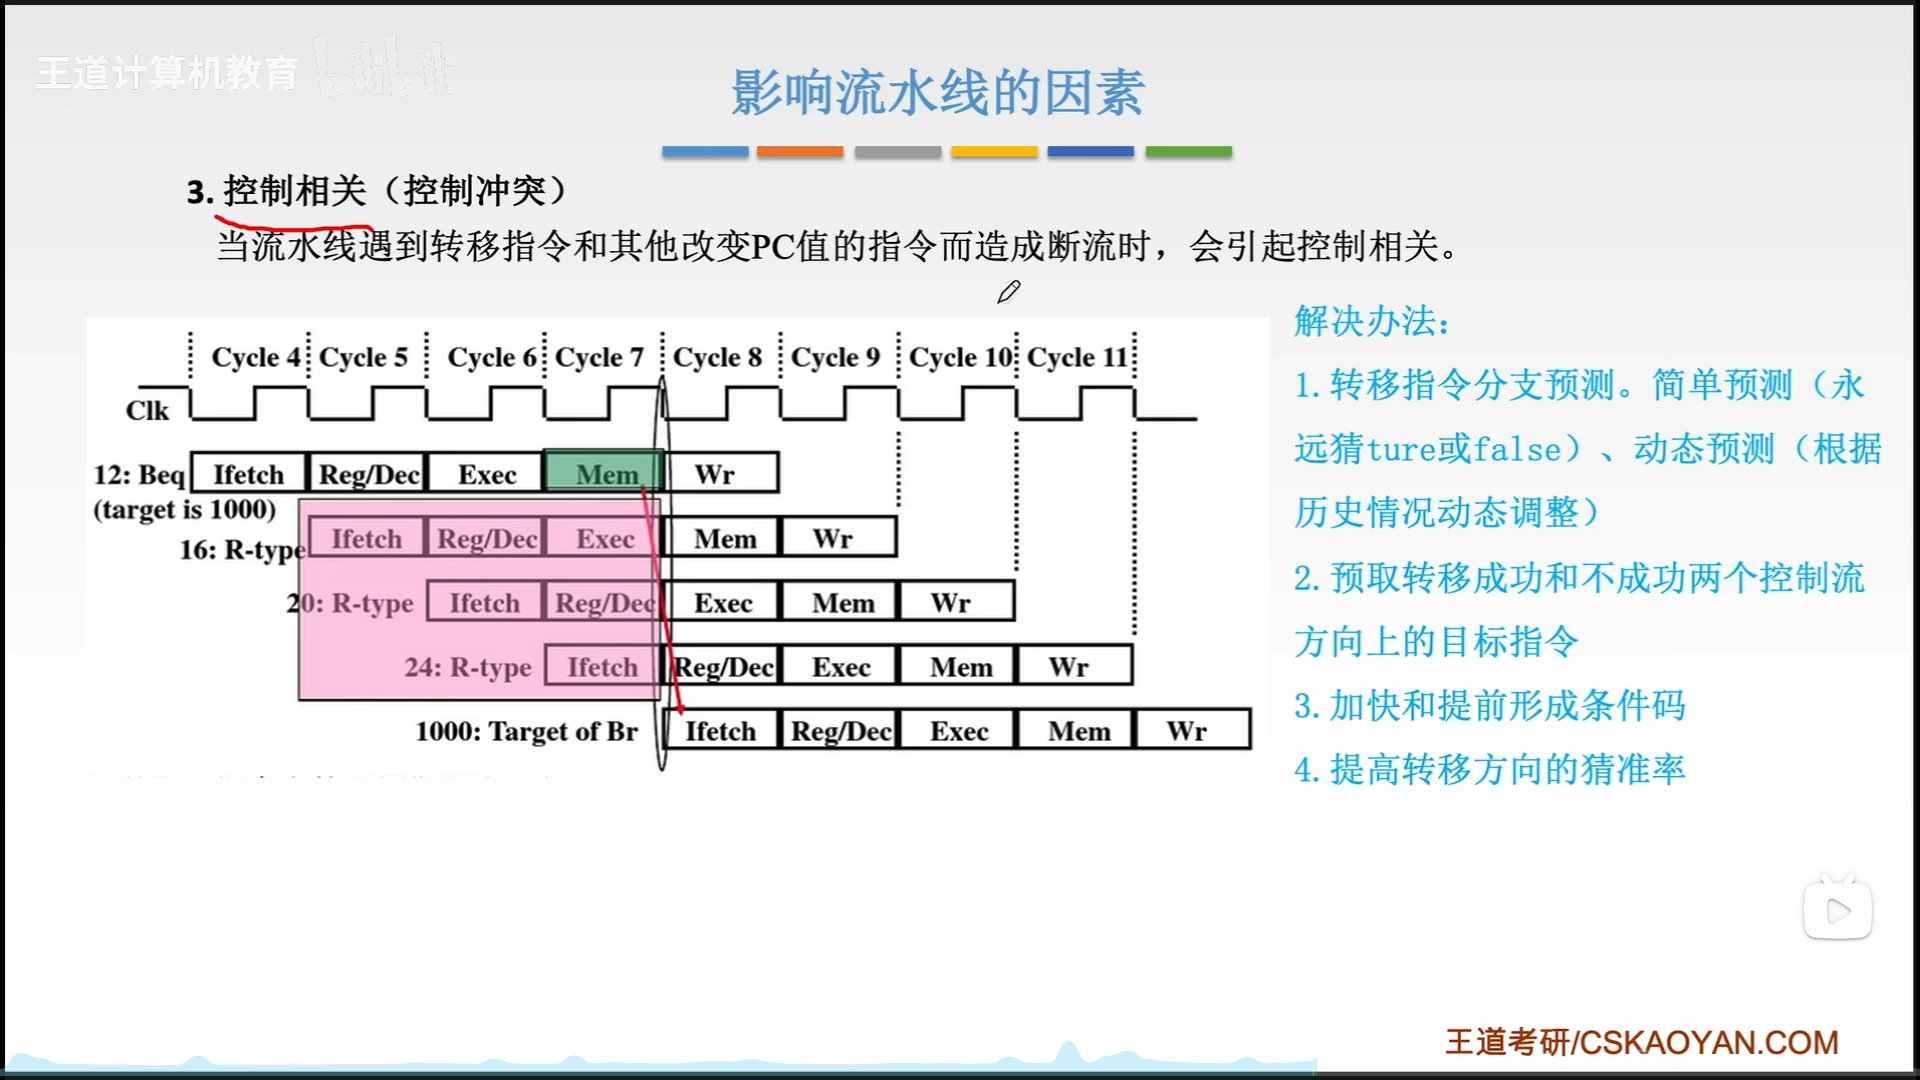 王道计算机教育 bilibili
影响流水线的因素
3. 控制相关（控制冲突）
当流水线遇到转移指令和其他改变PC值的指令而造成断流时，会引起控制相关。
Cycle 4 Cycle 5 Cycle 6 Cycle 7 Cycle 8 Cycle 9 Cycle 10 Cycle 11
Clk
12: Beq Ifetch Reg/Dec Exec Mem Wr
(target is 1000)
16: R-type Ifetch Reg/Dec Exec Mem Wr
20: R-type Ifetch Reg/Dec Exec Mem Wr
24: R-type Ifetch Reg/Dec Exec Mem Wr
1000: Target of Br Ifetch Reg/Dec Exec Mem Wr
解决办法：
1.转移指令分支预测。简单预测（永
远猜ture或false）、动态预测（根据
历史情况动态调整）
2.预取转移成功和不成功两个控制流
方向上的目标指令
3.加快和提前形成条件码
4.提高转移方向的猜准率
王道考研/CSKAOYAN.COM